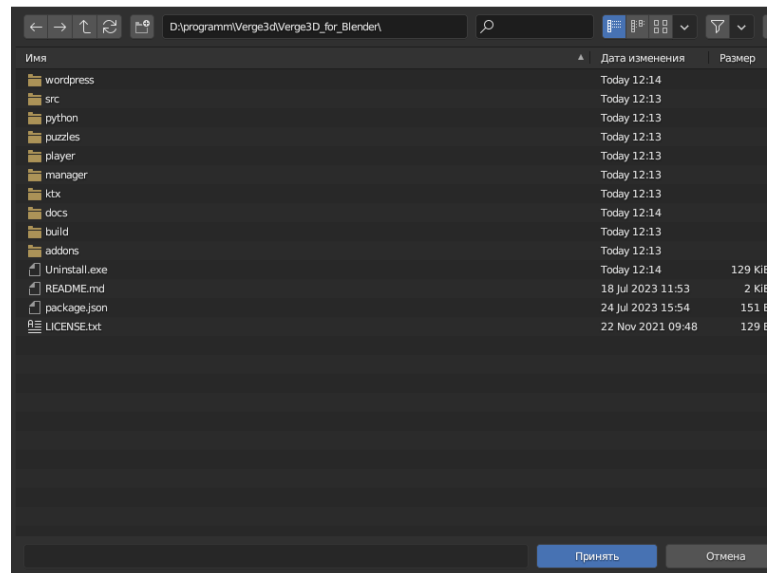 D:\programm\Verge3d\Verge3D_for_Blender\
Имя Дата изменения Размер
wordpress Today 12:14
src Today 12:13
python Today 12:13
puzzles Today 12:13
player Today 12:13
manager Today 12:13
ktx Today 12:13
docs Today 12:14
build Today 12:13
addons Today 12:13
Uninstall.exe Today 12:14 129 KiB
README.md 18 Jul 2023 11:53 2 KiB
package.json 24 Jul 2023 15:54 151 B
LICENSE.txt 22 Nov 2021 09:48 129 B
Принять Отмена